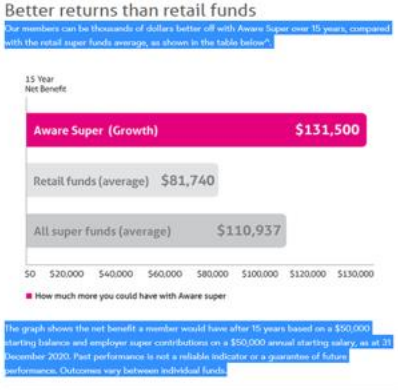 Better returns than retail funds
Our members can be thousands of dollars better off with Aware Super over 15 years, compared
with the retail super funds average, as shown in the table below^.
15 Year
Net Benefit
Aware Super (Growth) $131,500
Retail funds (average) $81,740
All super funds (average) $110,937
$0 $20,000 $40,000 $60,000 $80,000 $100,000 $120,000 $130,000
How much more you could have with Aware super
The graph shows the net benefit a member would have after 15 years based on a $50,000
starting balance and employer super contributions on a $50,000 annual starting salary, as at 31
December 2020. Past performance is not a reliable indicator or a guarantee of future
performance. Outcomes vary between individual funds.